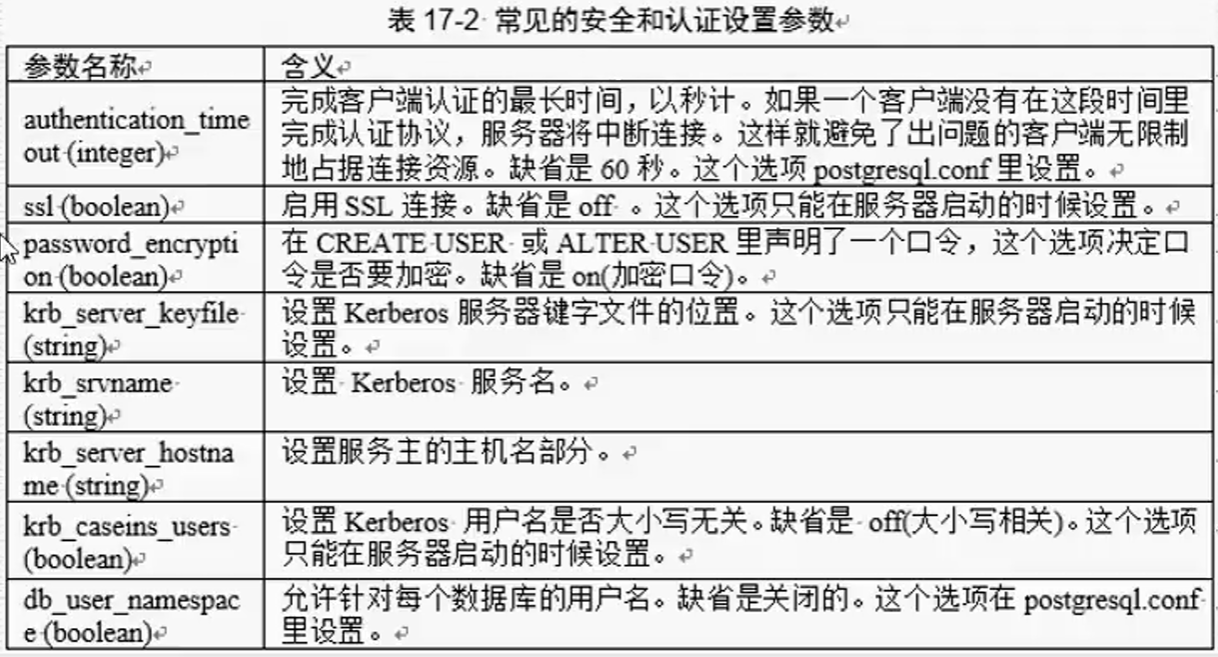 表 17-2 常见的安全和认证设置参数
参数名称
含义
authentication_time
out (integer)
完成客户端认证的最长时间，以秒计。如果一个客户端没有在这段时间里
完成认证协议，服务器将中断连接。这样就避免了出问题的客户端无限制
地占据连接资源。缺省是 60 秒。这个选项 postgresql.conf 里设置。
ssl (boolean)
启用 SSL 连接。缺省是 off 。这个选项只能在服务器启动的时候设置。
password_encrypti
on (boolean)
在 CREATE USER 或 ALTER USER 里声明了一个口令，这个选项决定口
令是否要加密。缺省是 on(加密口令)。
krb_server_keyfile
(string)
设置 Kerberos 服务器键字文件的位置。这个选项只能在服务器启动的时候
设置。
krb_srvname
(string)
设置 Kerberos 服务名。
krb_server_hostna
me (string)
设置服务主的主机名部分。
krb_caseins_users
(boolean)
设置 Kerberos 用户名是否大小写无关。缺省是 off(大小写相关)。这个选项
只能在服务器启动的时候设置。
db_user_namespac
e (boolean)
允许针对每个数据库的用户名。缺省是关闭的。这个选项在 postgresql.conf
里设置。